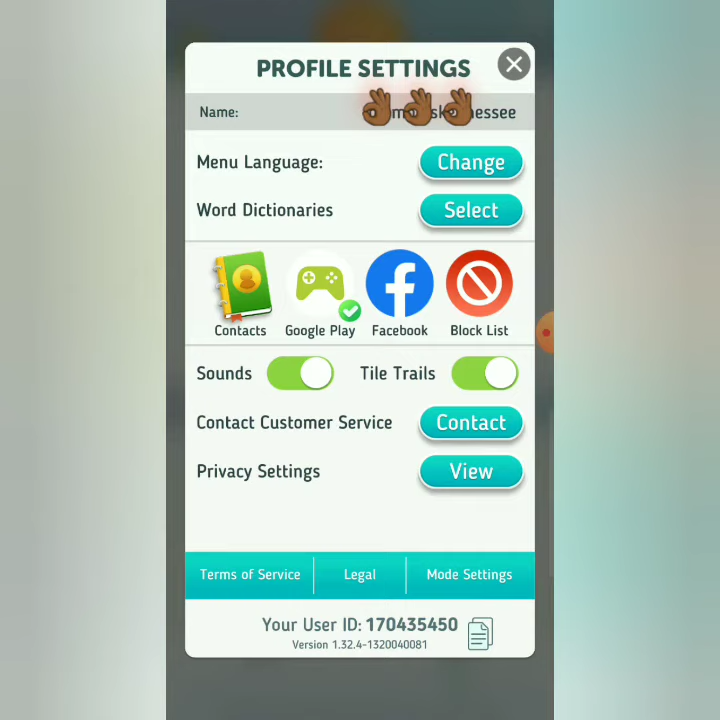 PROFILE SETTINGS
Name:
Menu Language: Change
Word Dictionaries Select
Contacts Google Play Facebook Block List
Sounds Tile Trails
Contact Customer Service Contact
Privacy Settings View
Terms of Service Legal Mode Settings
Your User ID: 170435450
Version 1.32.4-1320040081